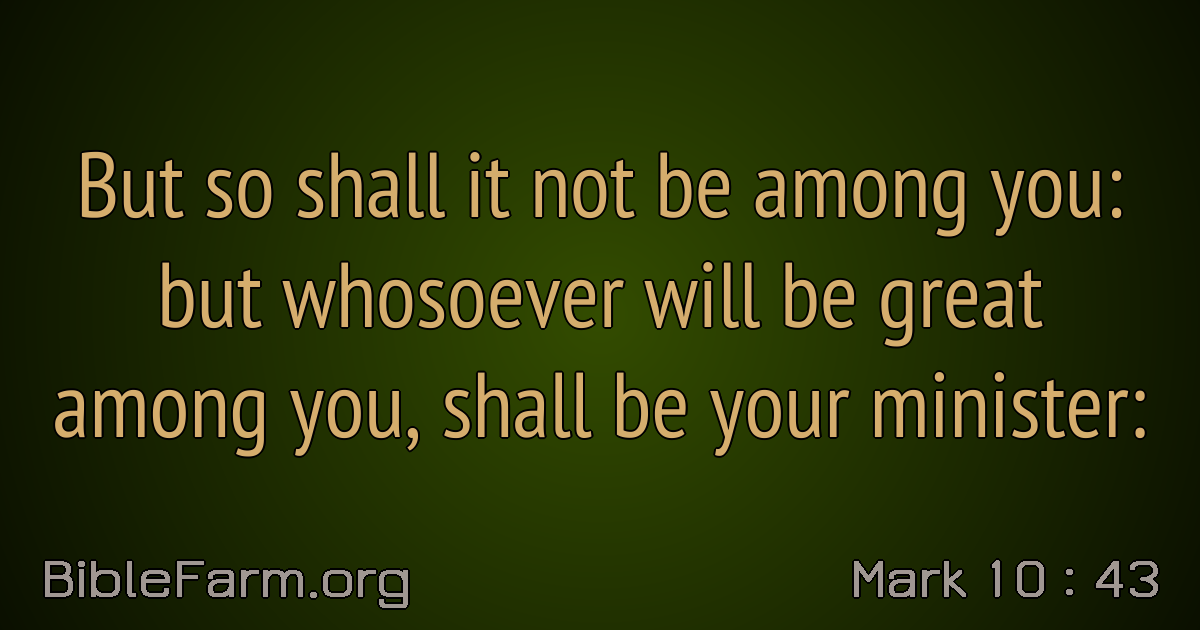 But so shall it not be among you:
but whosoever will be great
among you, shall be your minister:
BibleFarm.org
Mark 10 : 43